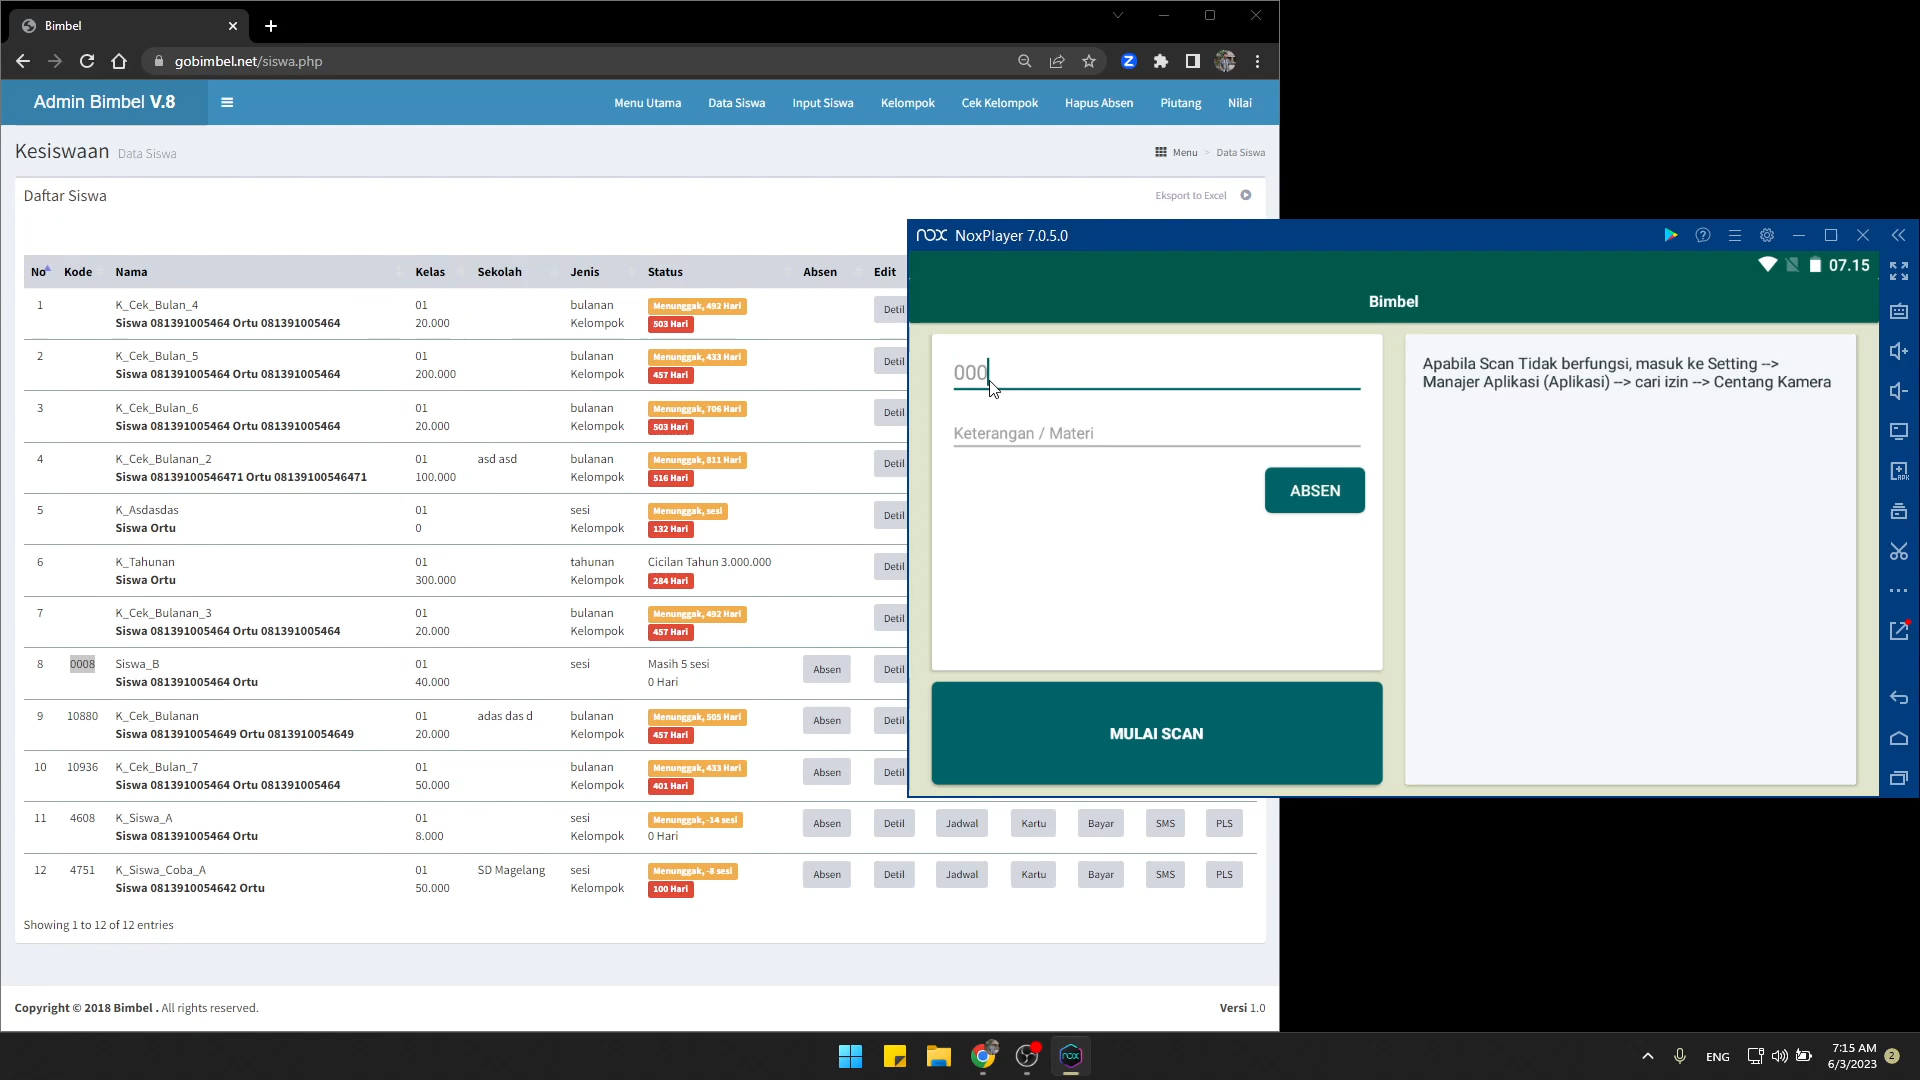 Bimbel
gobimbel.net/siswa.php
Admin Bimbel V.8
Menu Utama Data Siswa Input Siswa Kelompok Cek Kelompok Hapus Absen Piutang Nilai
Kesiswaan Data Siswa
Menu > Data Siswa
Daftar Siswa
Eksport to Excel
No Kode Nama Kelas Sekolah Jenis Status Absen Edit
1 K_Cek_Bulan_4 01 bulanan Menunggak, 492 Hari Detil
Siswa 081391005464 Ortu 081391005464 20.000 Kelompok 503 Hari
2 K_Cek_Bulan_5 01 bulanan Menunggak, 433 Hari Detil
Siswa 081391005464 Ortu 081391005464 200.000 Kelompok 457 Hari
3 K_Cek_Bulan_6 01 bulanan Menunggak, 706 Hari Detil
Siswa 081391005464 Ortu 081391005464 20.000 Kelompok 503 Hari
4 K_Cek_Bulanan_2 01 asd asd bulanan Menunggak, 811 Hari Detil
Siswa 0813910546471 Ortu 0813910546471 100.000 Kelompok 516 Hari
5 K_Asdasdas 01 sesi Menunggak, sesi Detil
Siswa Ortu 0 Kelompok 132 Hari
6 K_Tahunan 01 tahunan Cicilan Tahun 3.000.000 Detil
Siswa Ortu 300.000 Kelompok 284 Hari
7 K_Cek_Bulanan_3 01 bulanan Menunggak, 492 Hari Detil
Siswa 081391005464 Ortu 081391005464 20.000 Kelompok 457 Hari
8 0008 Siswa_B 01 sesi Masih 5 sesi Absen Detil
Siswa 081391005464 Ortu 40.000 0 Hari
9 10880 K_Cek_Bulanan 01 adas das d bulanan Menunggak, 505 Hari Absen Detil
Siswa 0813910054649 Ortu 0813910054649 20.000 Kelompok 457 Hari
10 10936 K_Cek_Bulan_7 01 bulanan Menunggak, 433 Hari Absen Detil
Siswa 081391005464 Ortu 081391005464 50.000 Kelompok 401 Hari
11 4608 K_Siswa_A 01 sesi Menunggak, -14 sesi Absen Detil Jadwal Kartu Bayar SMS PLS
Siswa 081391005464 Ortu 8.000 Kelompok 0 Hari
12 4751 K_Siswa_Coba_A 01 SD Magelang sesi Menunggak, -8 sesi Absen Detil Jadwal Kartu Bayar SMS PLS
Siswa 0813910054642 Ortu 50.000 Kelompok 100 Hari
Showing 1 to 12 of 12 entries
Copyright © 2018 Bimbel . All rights reserved.
Versi 1.0
nox NoxPlayer 7.0.5.0
07.15
Bimbel
000
Keterangan / Materi
ABSEN
MULAI SCAN
Apabila Scan Tidak berfungsi, masuk ke Setting -->
Manajer Aplikasi (Aplikasi) --> cari izin --> Centang Kamera
nox
ENG
7:15 AM
6/3/2023
2